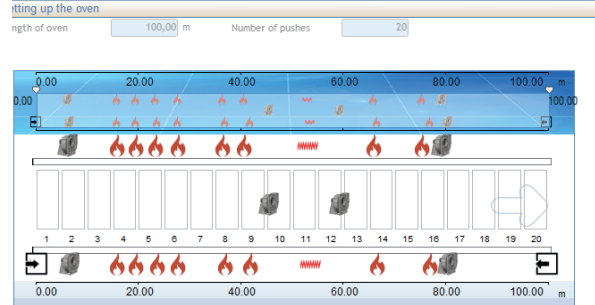 etting up the oven
ngth of oven 100,00 m Number of pushes 20
0.00 20.00 40.00 60.00 80.00 100.00 m
0.00 100.00
1 2 3 4 5 6 7 8 9 10 11 12 13 14 15 16 17 18 19 20
0.00 20.00 40.00 60.00 80.00 100.00 m